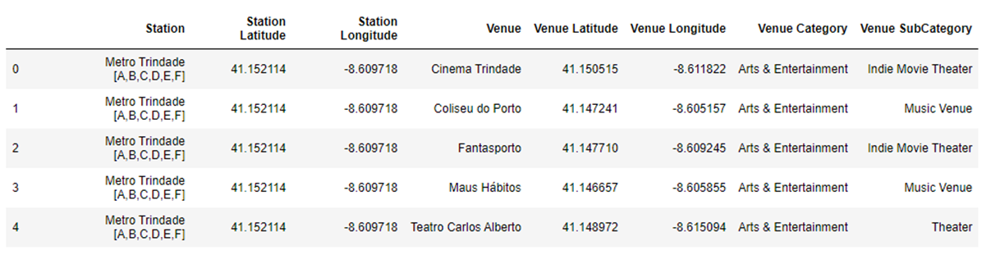 Station Station Latitude Station Longitude Venue Venue Latitude Venue Longitude Venue Category Venue SubCategory
0 Metro Trindade [A,B,C,D,E,F] 41.152114 -8.609718 Cinema Trindade 41.150515 -8.611822 Arts & Entertainment Indie Movie Theater
1 Metro Trindade [A,B,C,D,E,F] 41.152114 -8.609718 Coliseu do Porto 41.147241 -8.605157 Arts & Entertainment Music Venue
2 Metro Trindade [A,B,C,D,E,F] 41.152114 -8.609718 Fantasporto 41.147710 -8.609245 Arts & Entertainment Indie Movie Theater
3 Metro Trindade [A,B,C,D,E,F] 41.152114 -8.609718 Maus Hábitos 41.146657 -8.605855 Arts & Entertainment Music Venue
4 Metro Trindade [A,B,C,D,E,F] 41.152114 -8.609718 Teatro Carlos Alberto 41.148972 -8.615094 Arts & Entertainment Theater